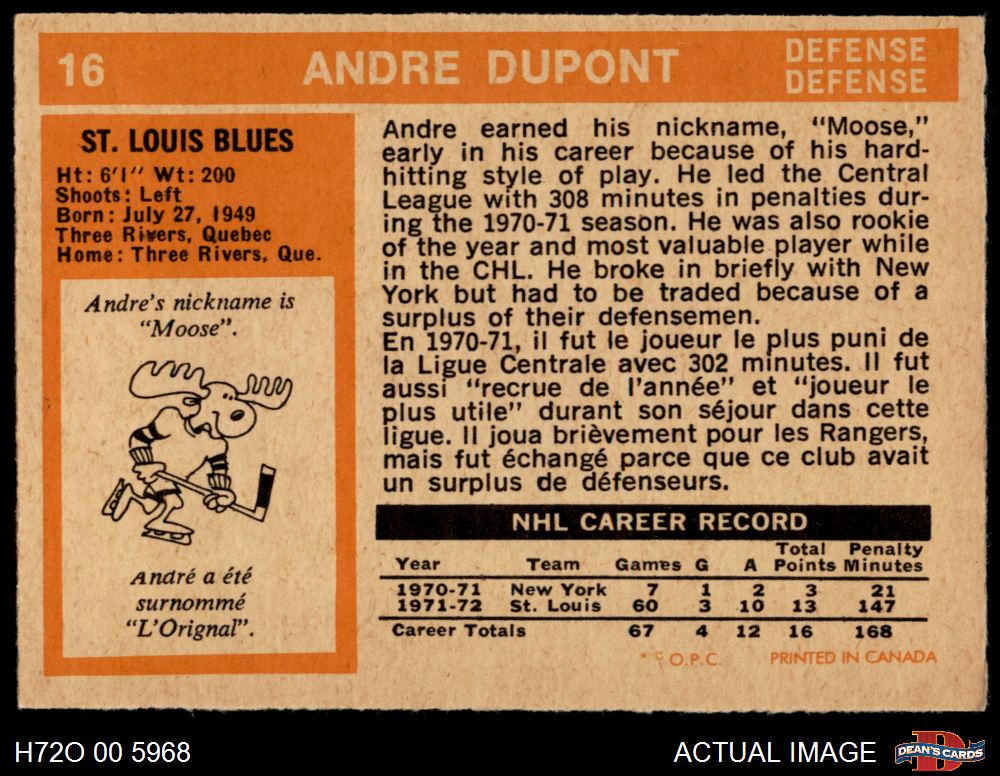 16
ANDRE DUPONT
DEFENSE
DEFENSE
ST. LOUIS BLUES
Ht: 6'1" Wt: 200
Shoots: Left
Born: July 27, 1949
Three Rivers, Quebec
Home: Three Rivers, Que.
Andre's nickname is
"Moose".
André a été
surnommé
"L'Orignal".
Andre earned his nickname, "Moose,"
early in his career because of his hard-
hitting style of play. He led the Central
League with 308 minutes in penalties dur-
ing the 1970-71 season. He was also rookie
of the year and most valuable player while
in the CHL. He broke in briefly with New
York but had to be traded because of a
surplus of their defensemen.
En 1970-71, il fut le joueur le plus puni de
la Ligue Centrale avec 302 minutes. Il fut
aussi "recrue de l'année" et "joueur le
plus utile" durant son séjour dans cette
ligue. Il joua brièvement pour les Rangers,
mais fut échangé parce que ce club avait
un surplus de défenseurs.
NHL CAREER RECORD
Year Team Games G A Total Points Penalty Minutes
1970-71 New York 7 1 2 3 21
1971-72 St. Louis 60 3 10 13 147
Career Totals 67 4 12 16 168
* © O.P.C. PRINTED IN CANADA
H72O 00 5968
ACTUAL IMAGE
D
DEAN'S CARDS